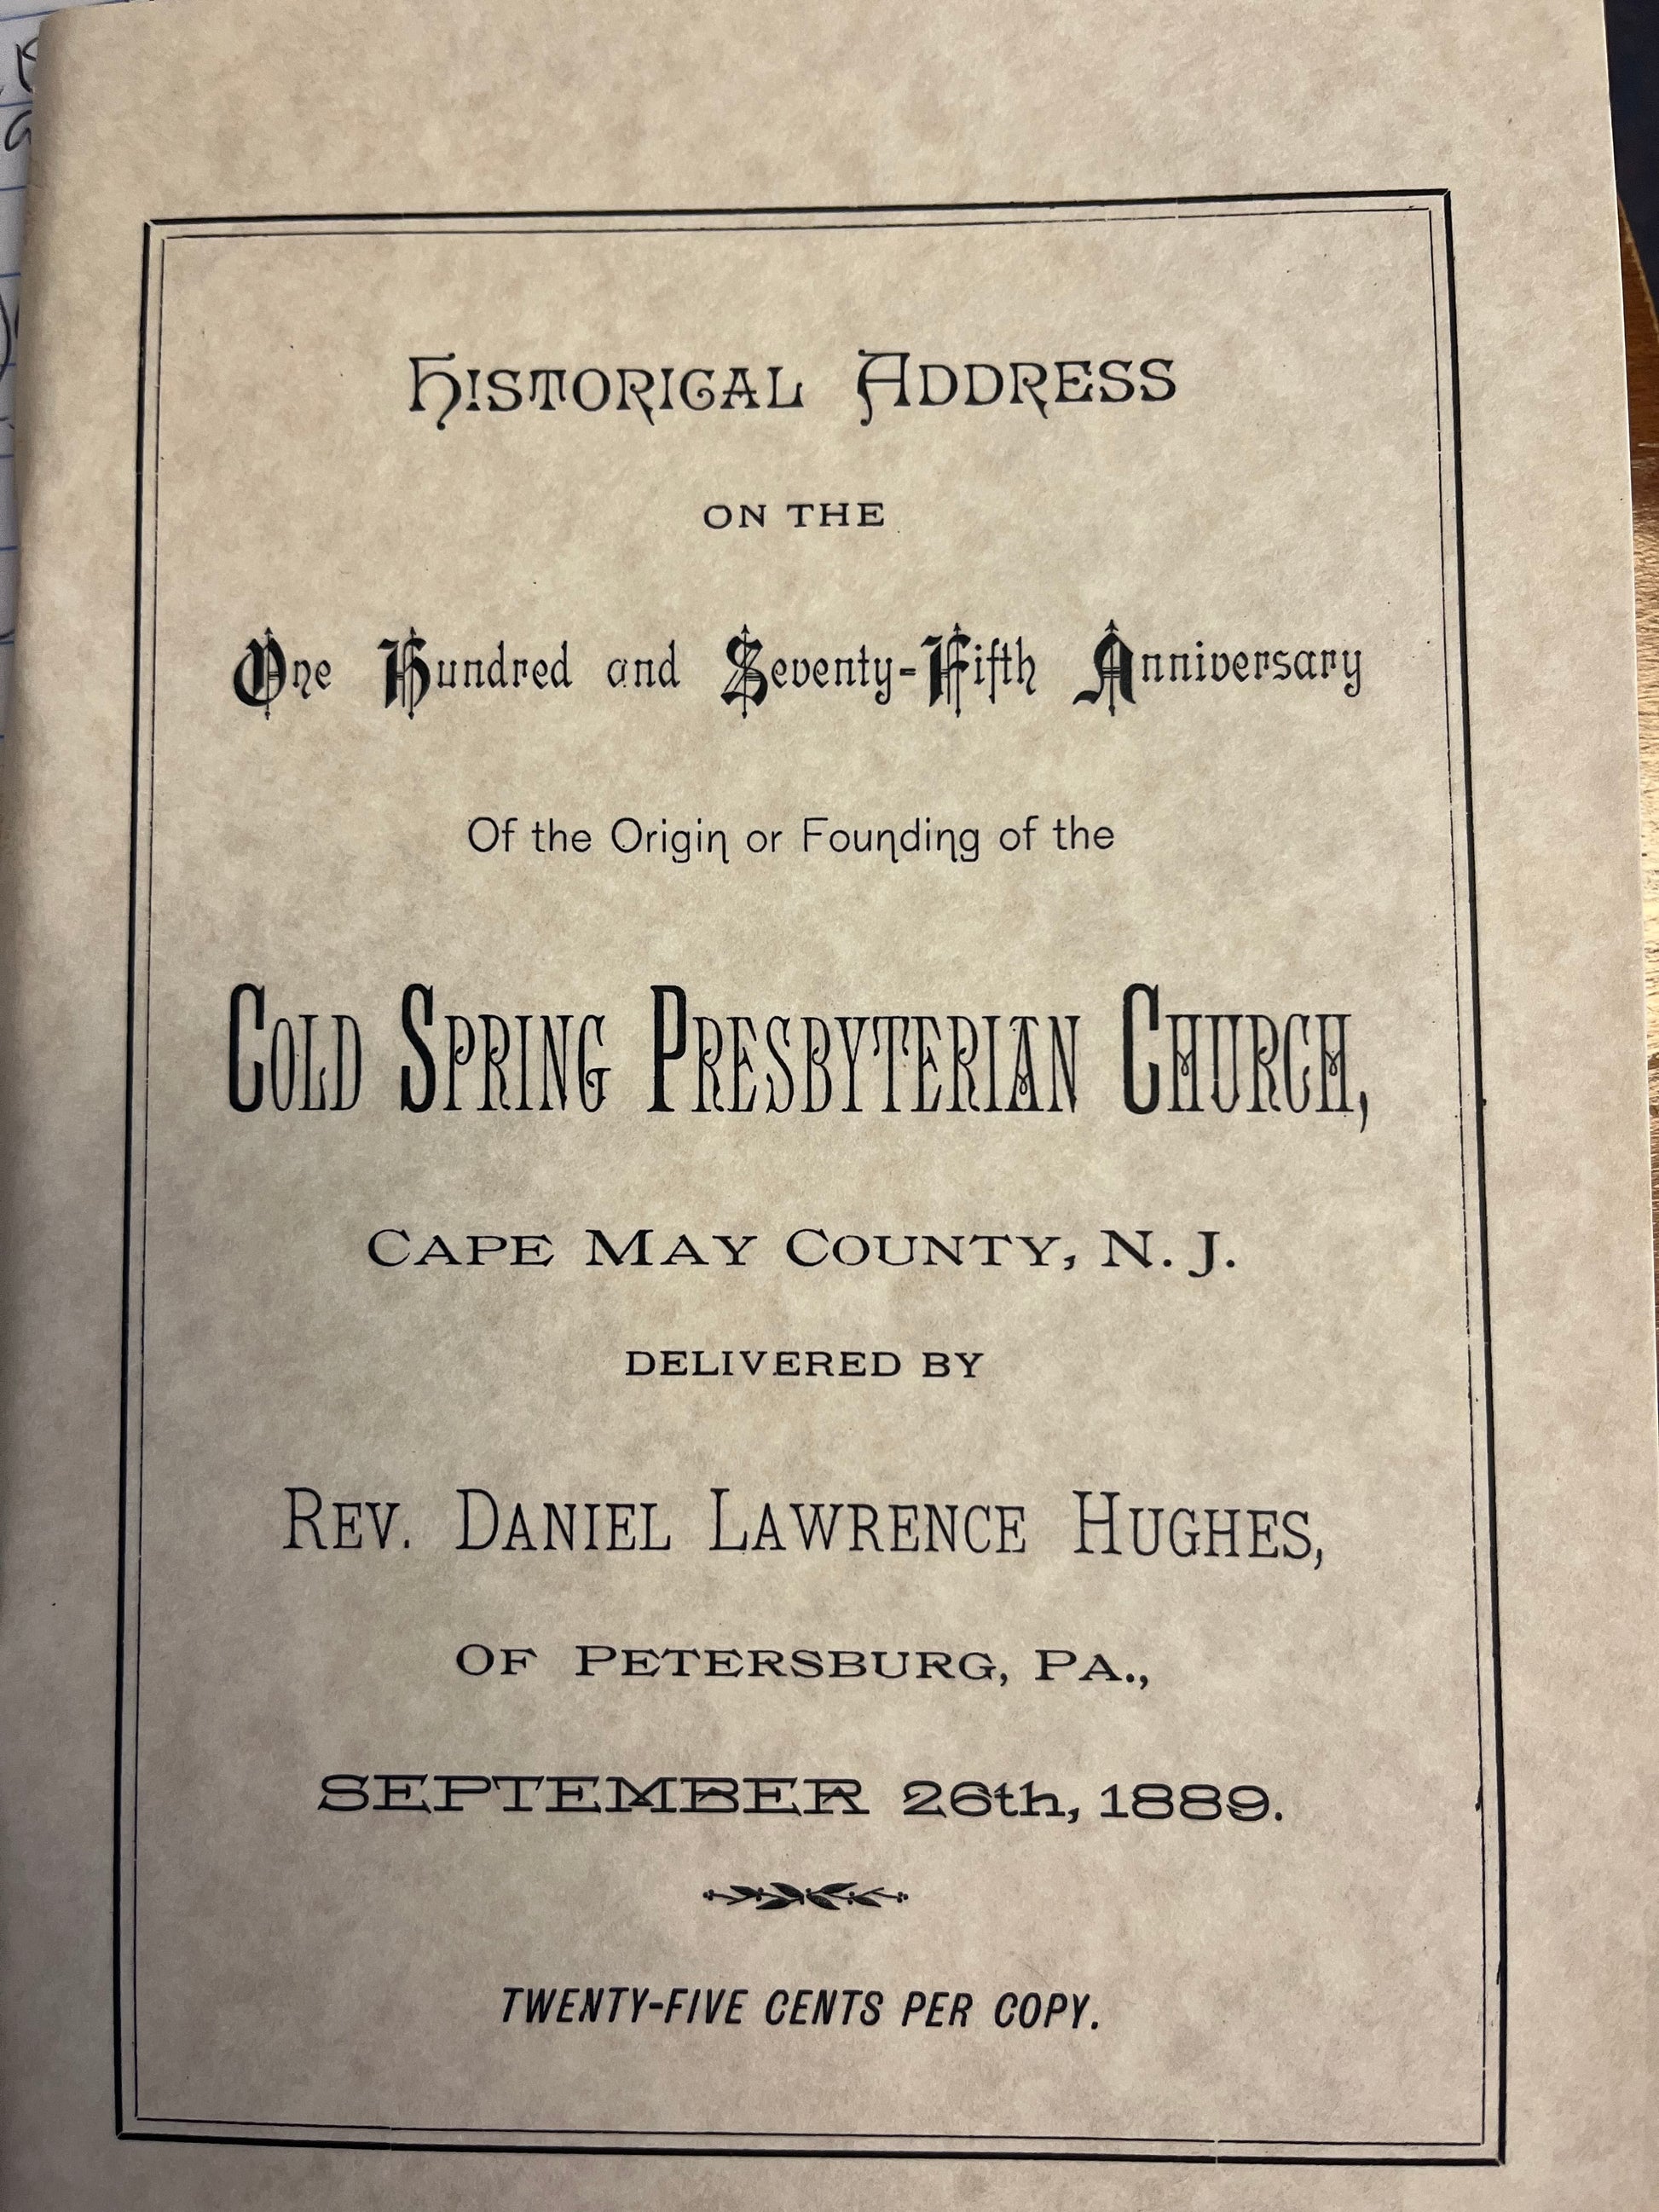 Historical Address
ON THE
One Hundred and Seventy-Fifth Anniversary
Of the Origin or Founding of the
Cold Spring Presbyterian Church,
Cape May County, N. J.
DELIVERED BY
Rev. Daniel Lawrence Hughes,
OF PETERSBURG, PA.,
SEPTEMBER 26th, 1889.
TWENTY-FIVE CENTS PER COPY.